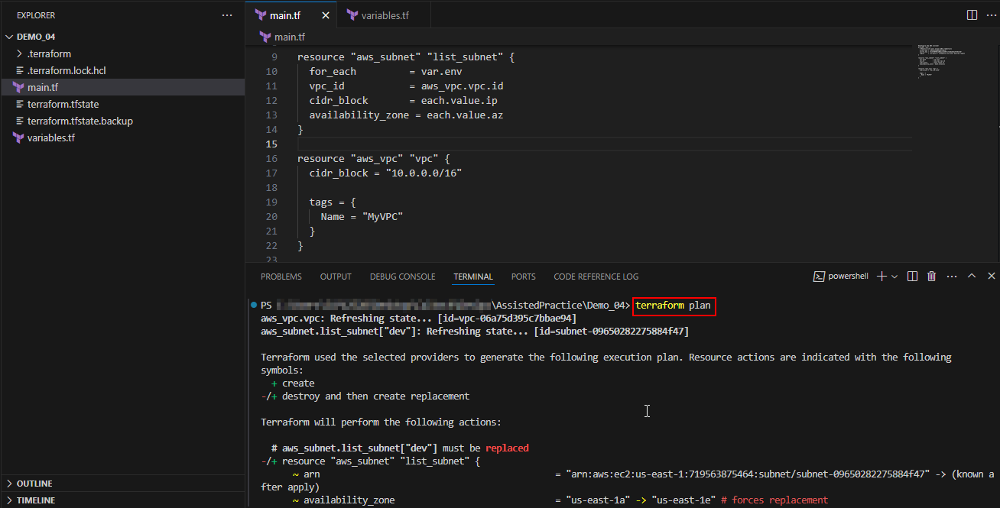 EXPLORER
DEMO_04
.terraform
.terraform.lock.hcl
main.tf
terraform.tfstate
terraform.tfstate.backup
variables.tf
OUTLINE
TIMELINE
main.tf
variables.tf
main.tf
9 resource "aws_subnet" "list_subnet" {
10 for_each = var.env
11 vpc_id = aws_vpc.vpc.id
12 cidr_block = each.value.ip
13 availability_zone = each.value.az
14 }
15
16 resource "aws_vpc" "vpc" {
17 cidr_block = "10.0.0.0/16"
18
19 tags = {
20 Name = "MyVPC"
21 }
22 }
23
PROBLEMS OUTPUT DEBUG CONSOLE TERMINAL PORTS CODE REFERENCE LOG
powershell
PS \AssistedPractice\Demo_04> terraform plan
aws_vpc.vpc: Refreshing state... [id=vpc-06a75d395c7bbae94]
aws_subnet.list_subnet["dev"]: Refreshing state... [id=subnet-09650282275884f47]
Terraform used the selected providers to generate the following execution plan. Resource actions are indicated with the following
symbols:
+ create
-/+ destroy and then create replacement
Terraform will perform the following actions:
# aws_subnet.list_subnet["dev"] must be replaced
-/+ resource "aws_subnet" "list_subnet" {
~ arn = "arn:aws:ec2:us-east-1:719563875464:subnet/subnet-09650282275884f47" -> (known a
fter apply)
~ availability_zone = "us-east-1a" -> "us-east-1e" # forces replacement